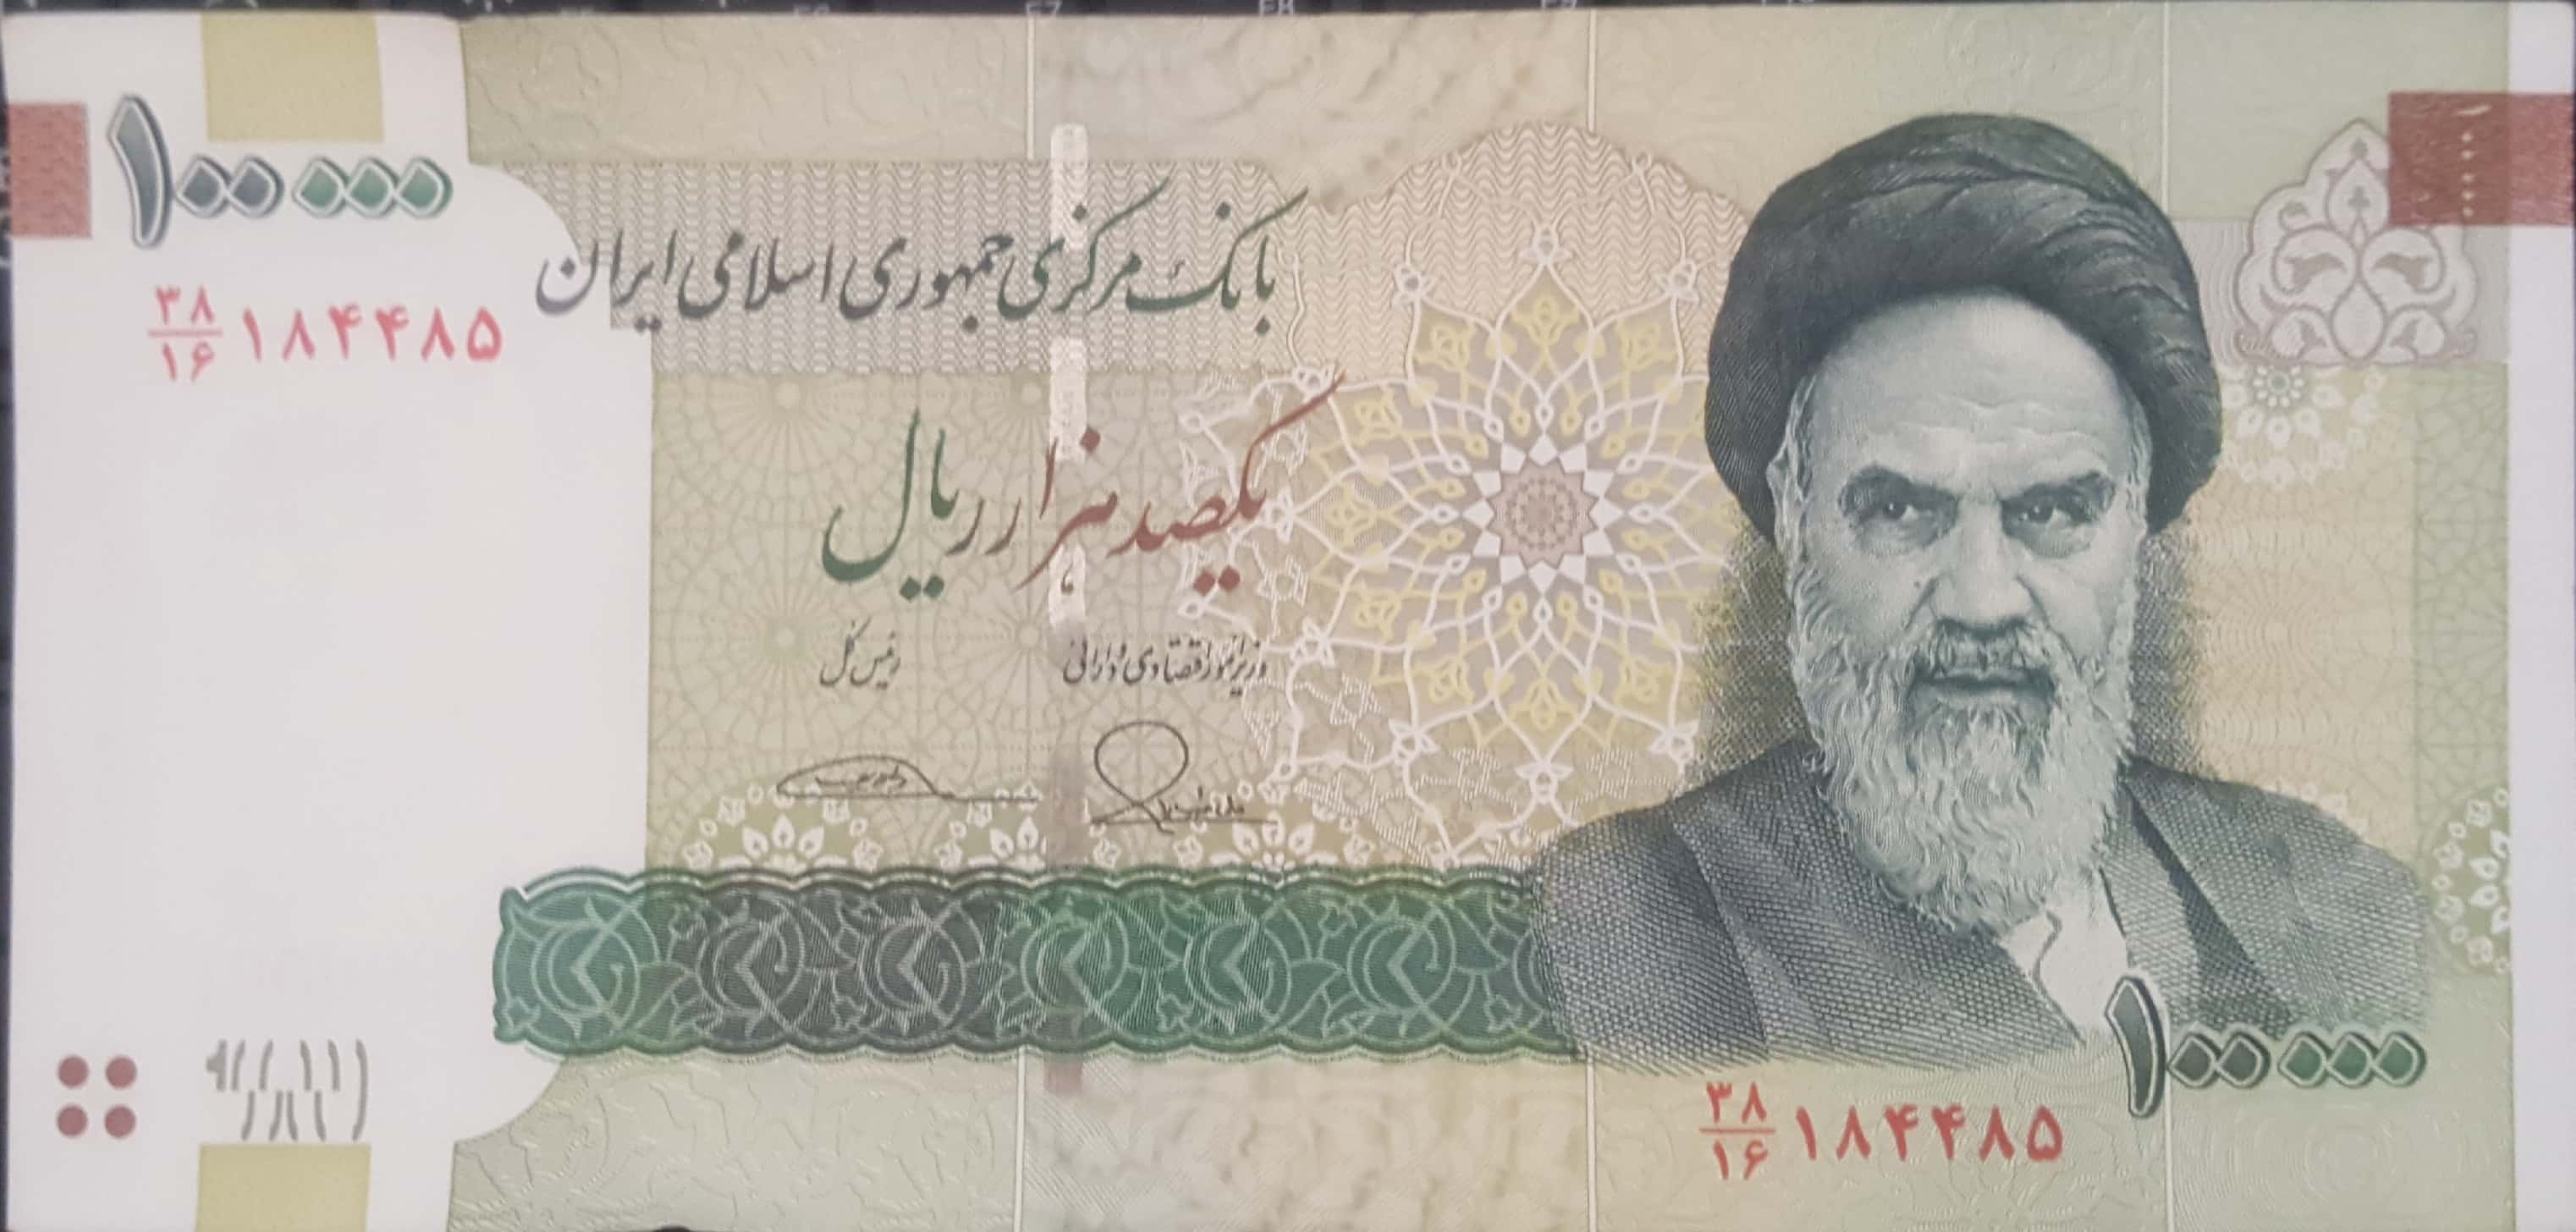 ۱۰۰۰۰۰
بانک مرکزی جمهوری اسلامی ایران
۳۸/۱۶ ۱۸۴۴۸۵
یکصد هزار ریال
وزیر امور اقتصادی و دارائی
رئیس کل
۱۰۰۰۰۰
۳۸/۱۶ ۱۸۴۴۸۵